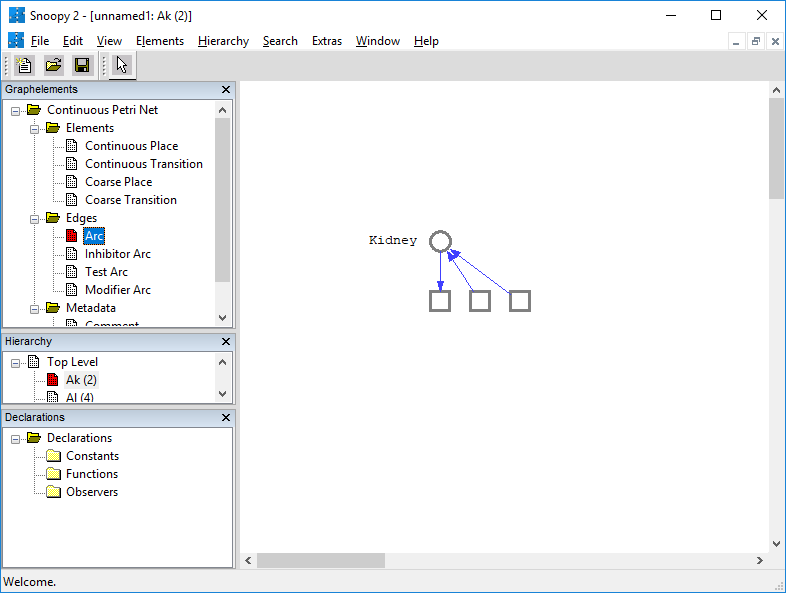 Snoopy 2 - [unnamed1: Ak (2)]
File Edit View Elements Hierarchy Search Extras Window Help
Graphelements
Continuous Petri Net
Elements
Continuous Place
Continuous Transition
Coarse Place
Coarse Transition
Edges
Arc
Inhibitor Arc
Test Arc
Modifier Arc
Metadata
Comment
Hierarchy
Top Level
Ak (2)
Al (4)
Declarations
Declarations
Constants
Functions
Observers
Kidney
Welcome.